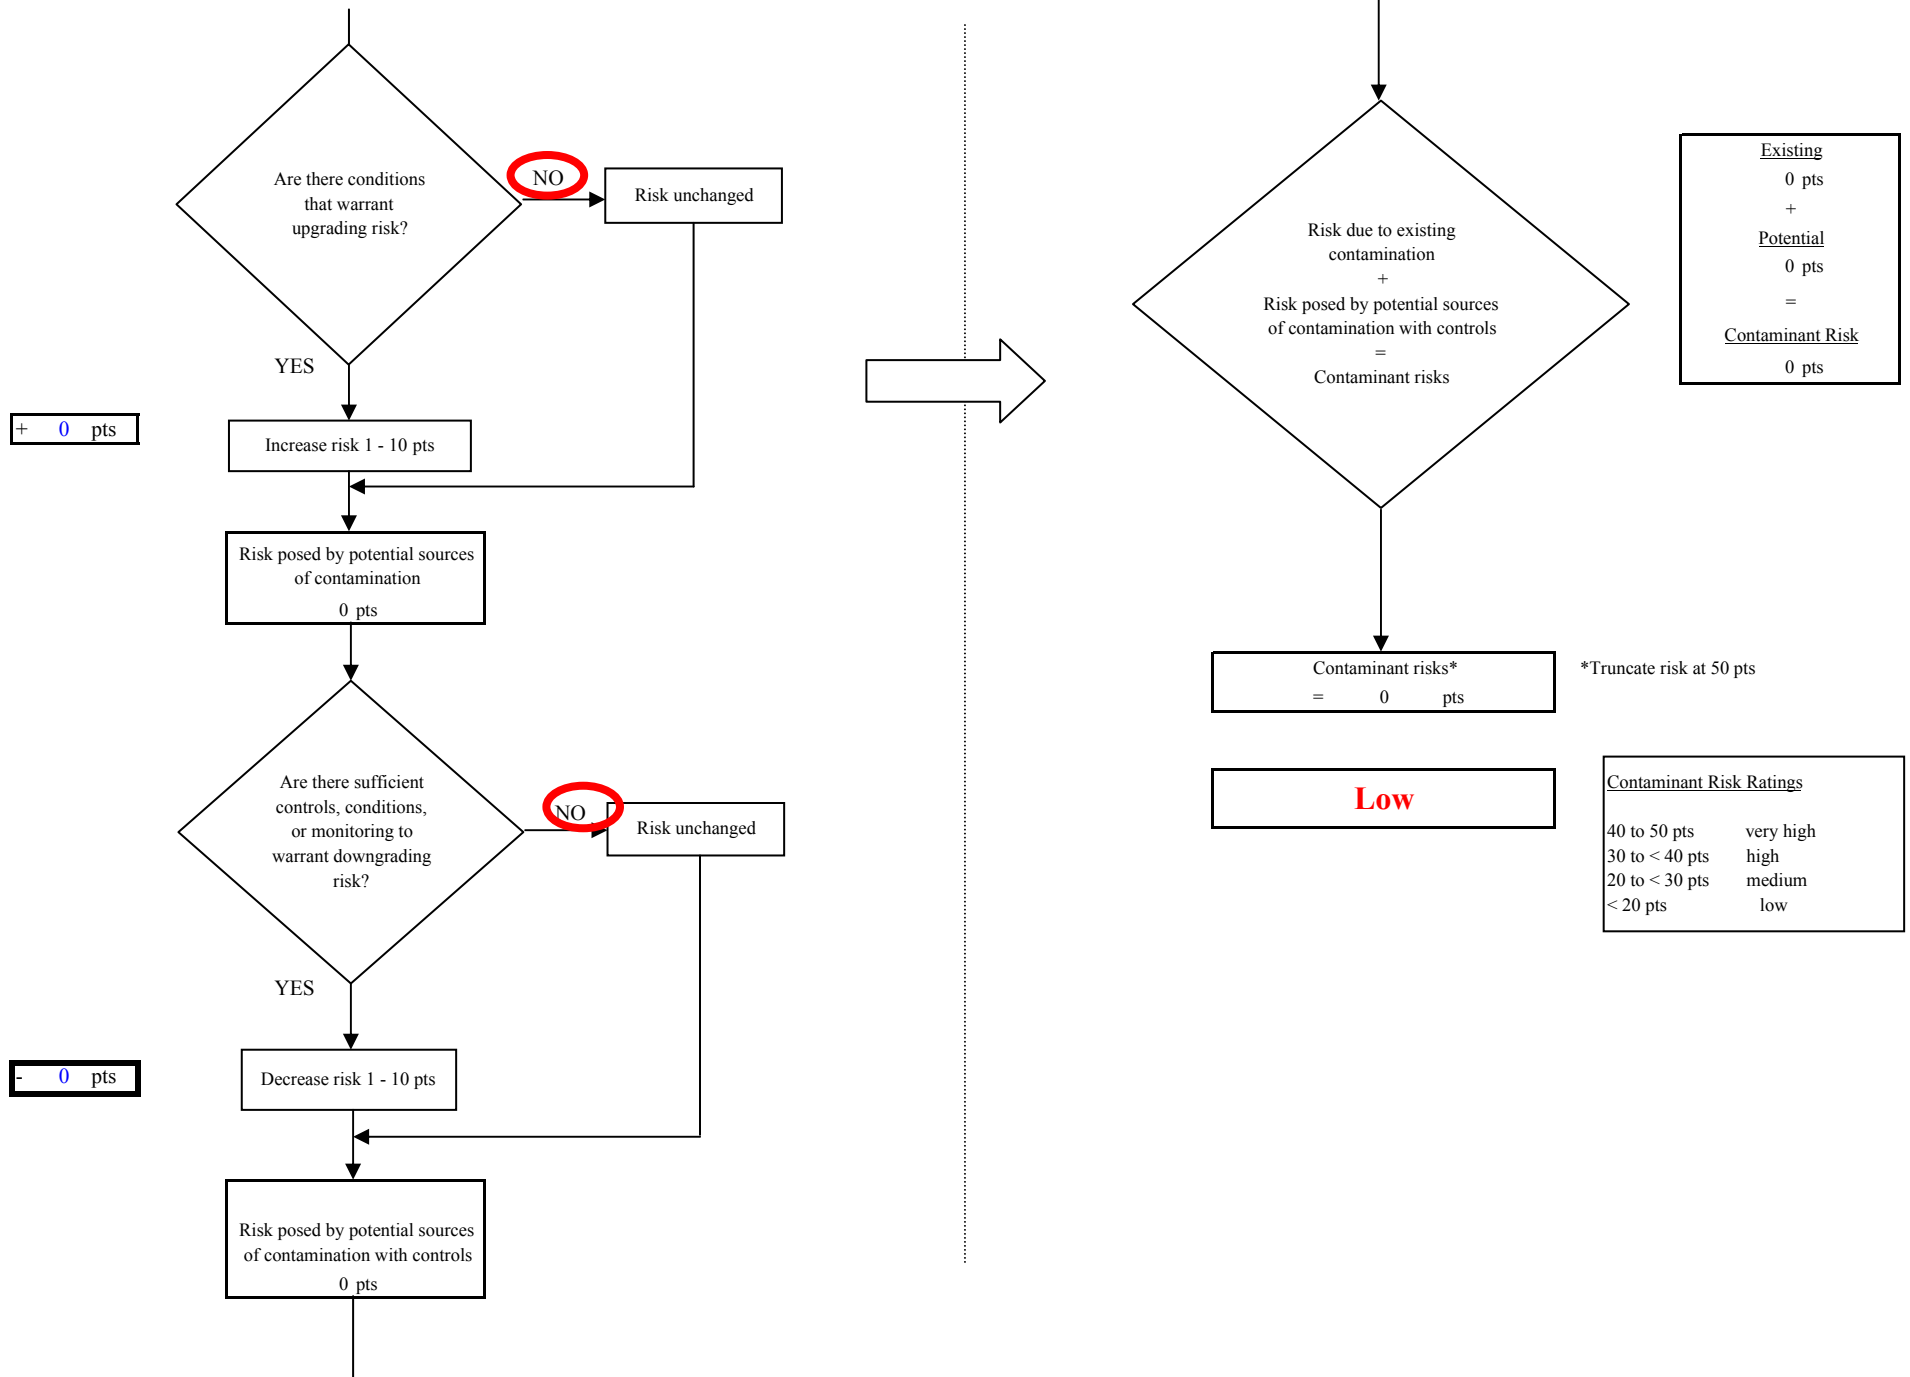 Are there conditions
that warrant
upgrading risk?
NO
Risk unchanged
YES
+ 0 pts
Increase risk 1 - 10 pts
Risk posed by potential sources
of contamination
0 pts
Are there sufficient
controls, conditions,
or monitoring to
warrant downgrading
risk?
NO
Risk unchanged
YES
- 0 pts
Decrease risk 1 - 10 pts
Risk posed by potential sources
of contamination with controls
0 pts
Risk due to existing
contamination
+
Risk posed by potential sources
of contamination with controls
=
Contaminant risks
Existing
0 pts
+
Potential
0 pts
=
Contaminant Risk
0 pts
Contaminant risks*
= 0 pts
*Truncate risk at 50 pts
Low
Contaminant Risk Ratings
40 to 50 pts very high
30 to < 40 pts high
20 to < 30 pts medium
< 20 pts low